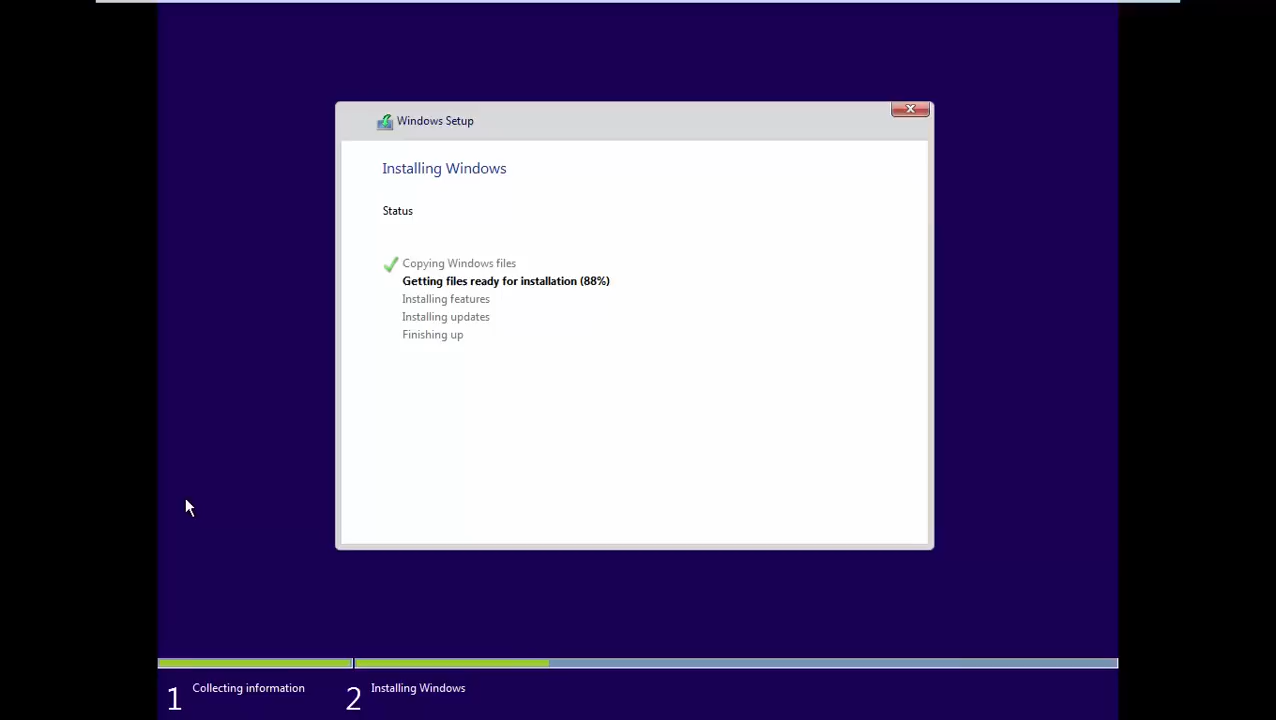 Windows Setup
Installing Windows
Status
Copying Windows files
Getting files ready for installation (88%)
Installing features
Installing updates
Finishing up
1 Collecting information
2 Installing Windows